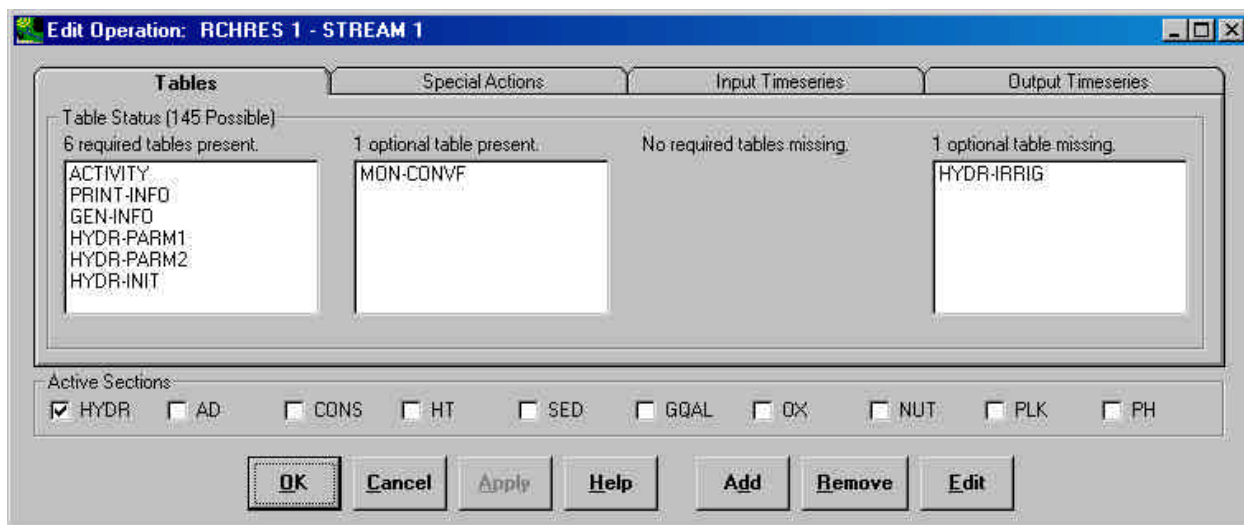 Edit Operation: RCHRES 1 - STREAM 1
Tables Special Actions Input Timeseries Output Timeseries
Table Status (145 Possible)
6 required tables present. 1 optional table present. No required tables missing. 1 optional table missing.
ACTIVITY MON-CONVF HYDR-IRRIG
PRINT-INFO
GEN-INFO
HYDR-PARM1
HYDR-PARM2
HYDR-INIT
Active Sections
HYDR AD CONS HT SED GQAL OX NUT PLK PH
OK Cancel Apply Help Add Remove Edit